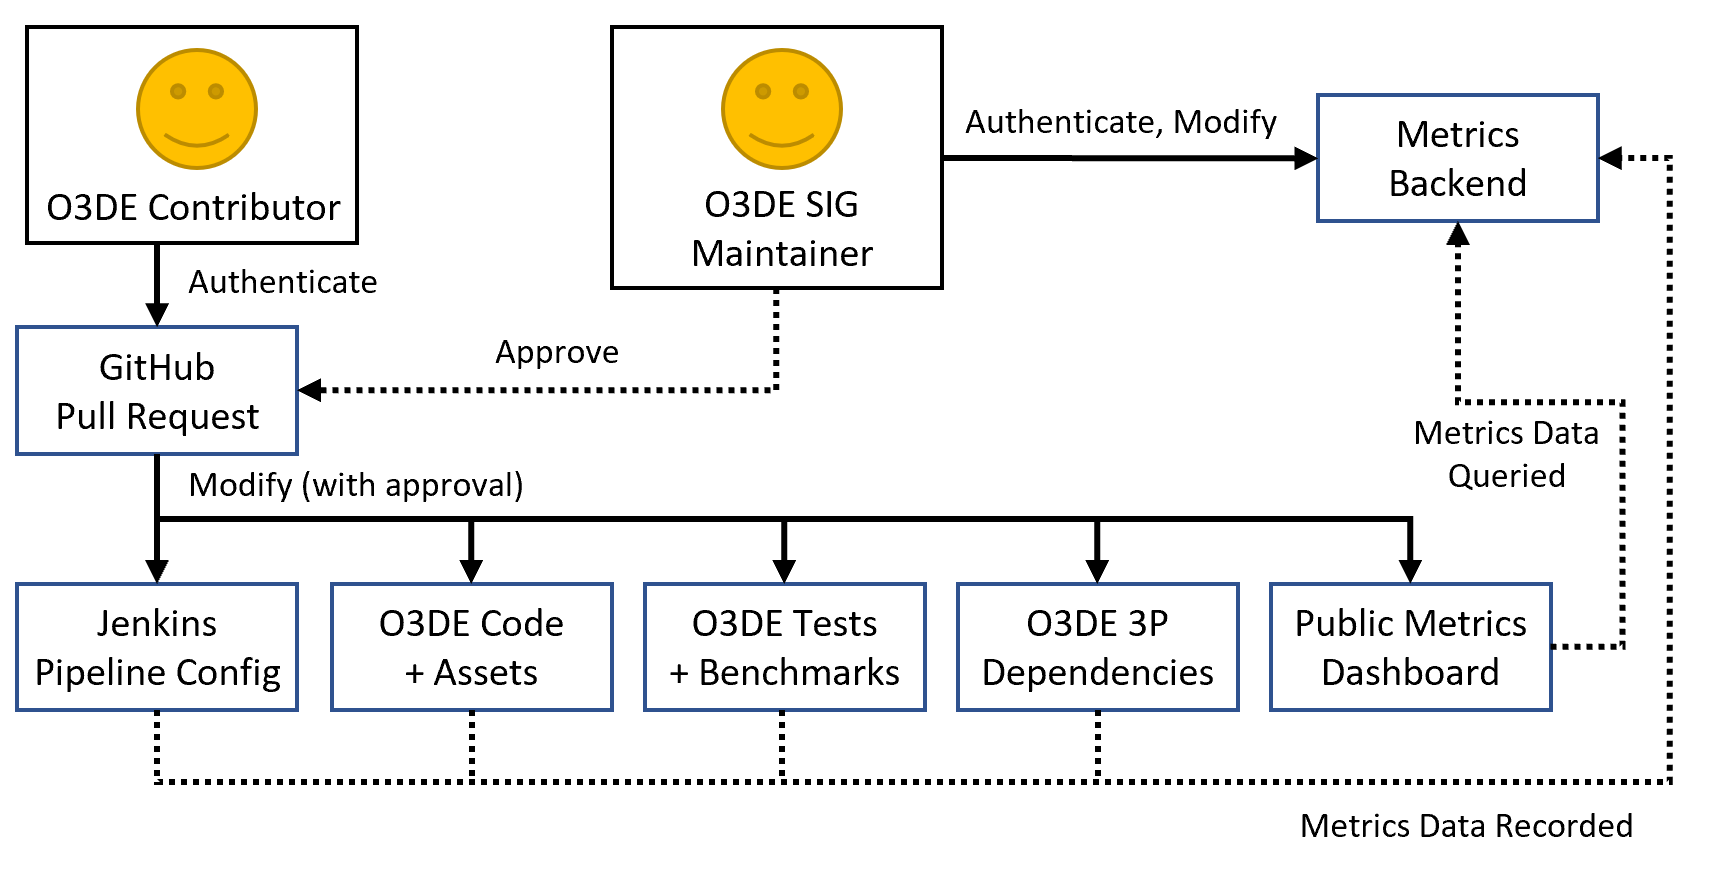 O3DE Contributor
O3DE SIG
Maintainer
Authenticate, Modify
Metrics
Backend
Authenticate
Approve
GitHub
Pull Request
Metrics Data
Queried
Modify (with approval)
Jenkins
Pipeline Config
O3DE Code
+ Assets
O3DE Tests
+ Benchmarks
O3DE 3P
Dependencies
Public Metrics
Dashboard
Metrics Data Recorded